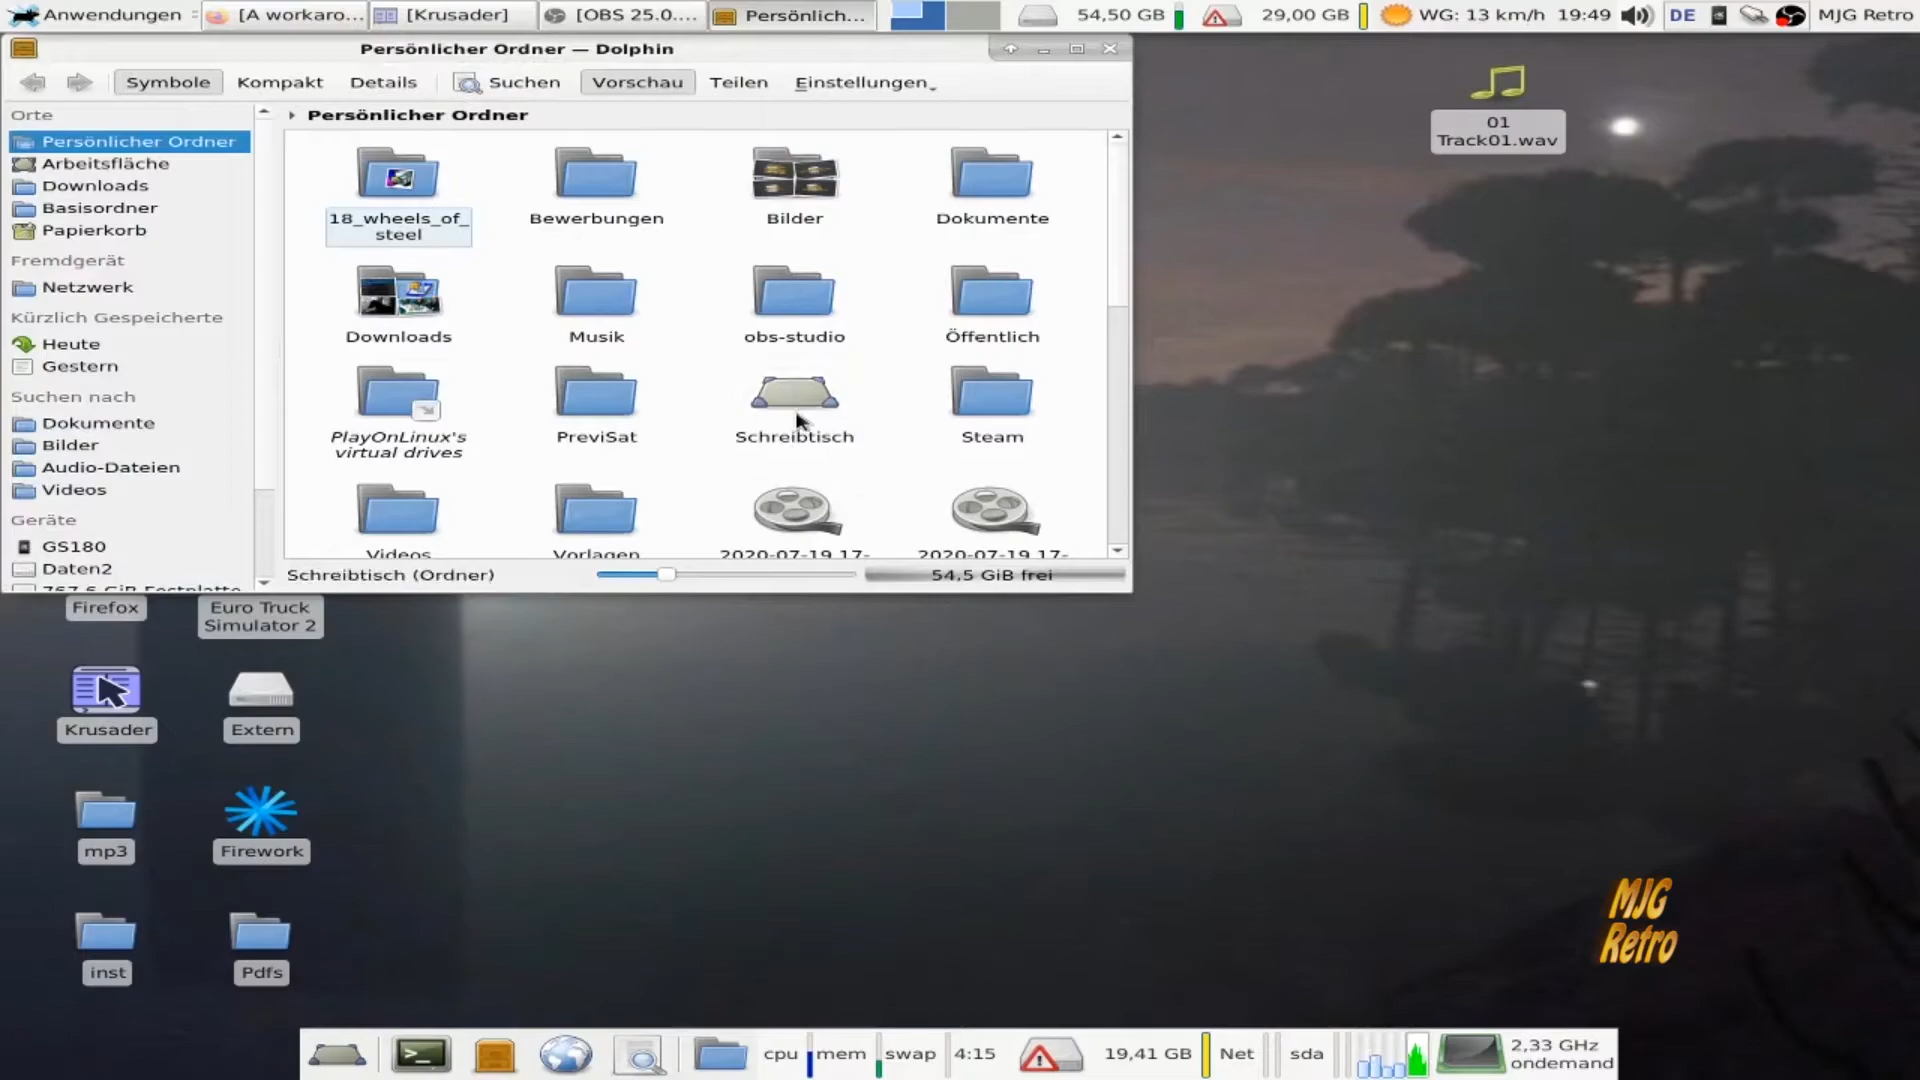 Anwendungen
[A workaro...
[Krusader]
[OBS 25.0....
Persönlich...
54,50 GB
29,00 GB
WG: 13 km/h
19:49
DE
MJG Retro
Persönlicher Ordner — Dolphin
Symbole
Kompakt
Details
Suchen
Vorschau
Teilen
Einstellungen
Orte
Persönlicher Ordner
Arbeitsfläche
Downloads
Basisordner
Papierkorb
Fremdgerät
Netzwerk
Kürzlich Gespeicherte
Heute
Gestern
Suchen nach
Dokumente
Bilder
Audio-Dateien
Videos
Geräte
GS180
Daten2
767,6 GiB Festplatte
Persönlicher Ordner
18_wheels_of_
steel
Bewerbungen
Bilder
Dokumente
Downloads
Musik
obs-studio
Öffentlich
PlayOnLinux's
virtual drives
PreviSat
Schreibtisch
Steam
Videos
Vorlagen
2020-07-19 17-
2020-07-19 17-
Schreibtisch (Ordner)
54,5 GiB frei
01
Track01.wav
Firefox
Euro Truck
Simulator 2
Krusader
Extern
mp3
Firework
inst
Pdfs
MJG
Retro
cpu
mem
swap
4:15
19,41 GB
Net
sda
2,33 GHz
ondemand